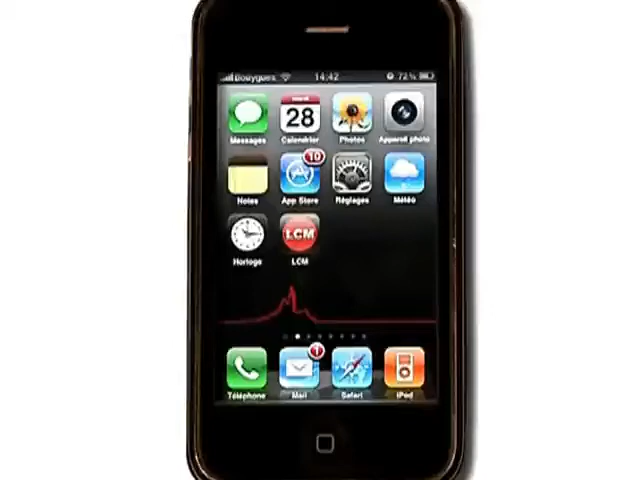 Bouygues 14:42 72 %
28
Messages Calendrier Photos Appareil photo
10
Notes App Store Réglages Météo
LCM
Horloge LCM
1
Téléphone Mail Safari iPod